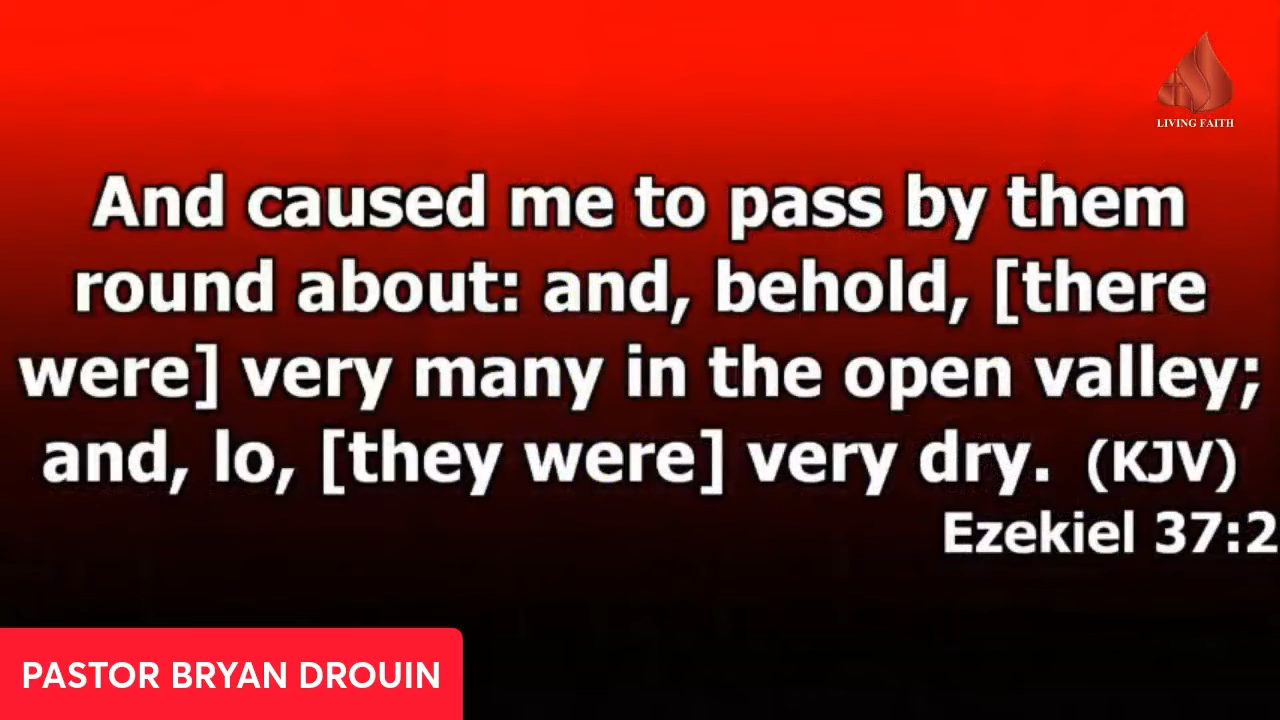 LIVING FAITH
And caused me to pass by them
round about: and, behold, [there
were] very many in the open valley;
and, lo, [they were] very dry. (KJV)
Ezekiel 37:2
PASTOR BRYAN DROUIN